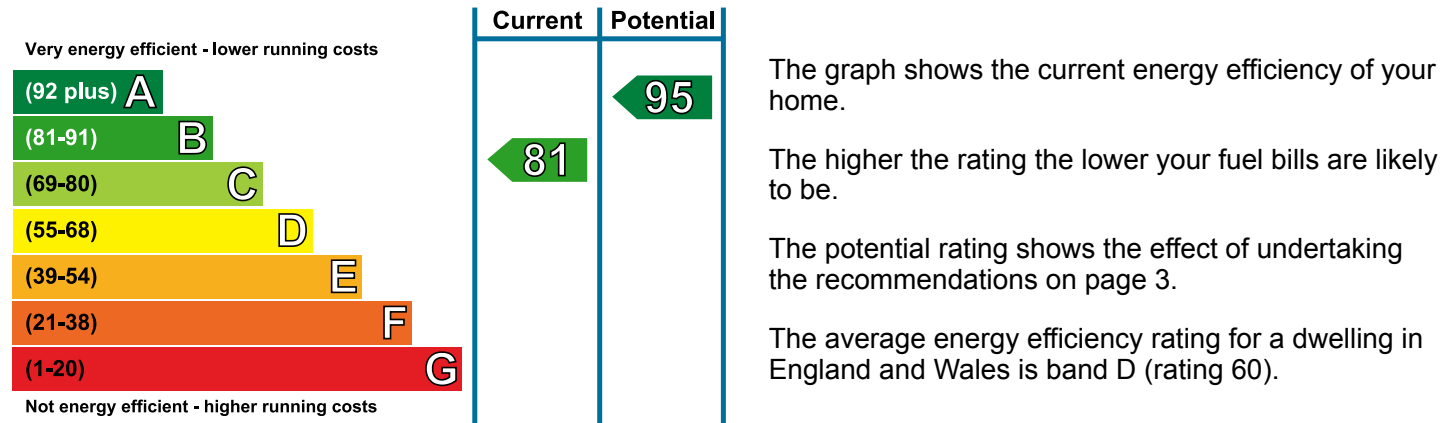 Current Potential
Very energy efficient - lower running costs
(92 plus) A
95
(81-91) B
81
(69-80) C
(55-68) D
(39-54) E
(21-38) F
(1-20) G
Not energy efficient - higher running costs
The graph shows the current energy efficiency of your
home.
The higher the rating the lower your fuel bills are likely
to be.
The potential rating shows the effect of undertaking
the recommendations on page 3.
The average energy efficiency rating for a dwelling in
England and Wales is band D (rating 60).